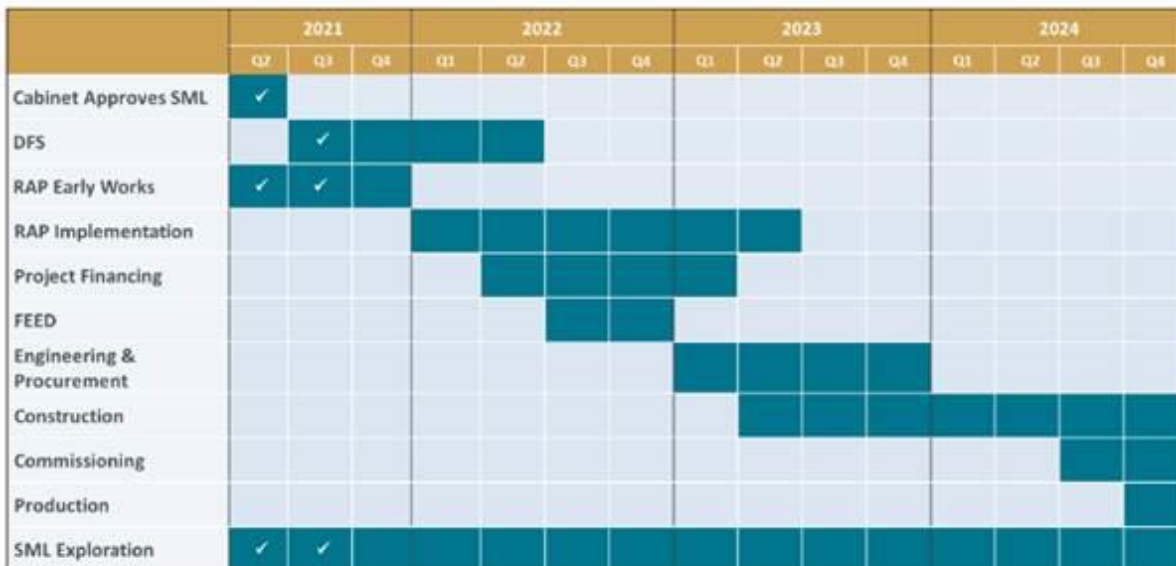 2021 2022 2023 2024
Q2 Q3 Q4 Q1 Q2 Q3 Q4 Q1 Q2 Q3 Q4 Q1 Q2 Q3 Q4
Cabinet Approves SML ✓
DFS ✓
RAP Early Works ✓ ✓
RAP Implementation
Project Financing
FEED
Engineering &
Procurement
Construction
Commissioning
Production
SML Exploration ✓ ✓